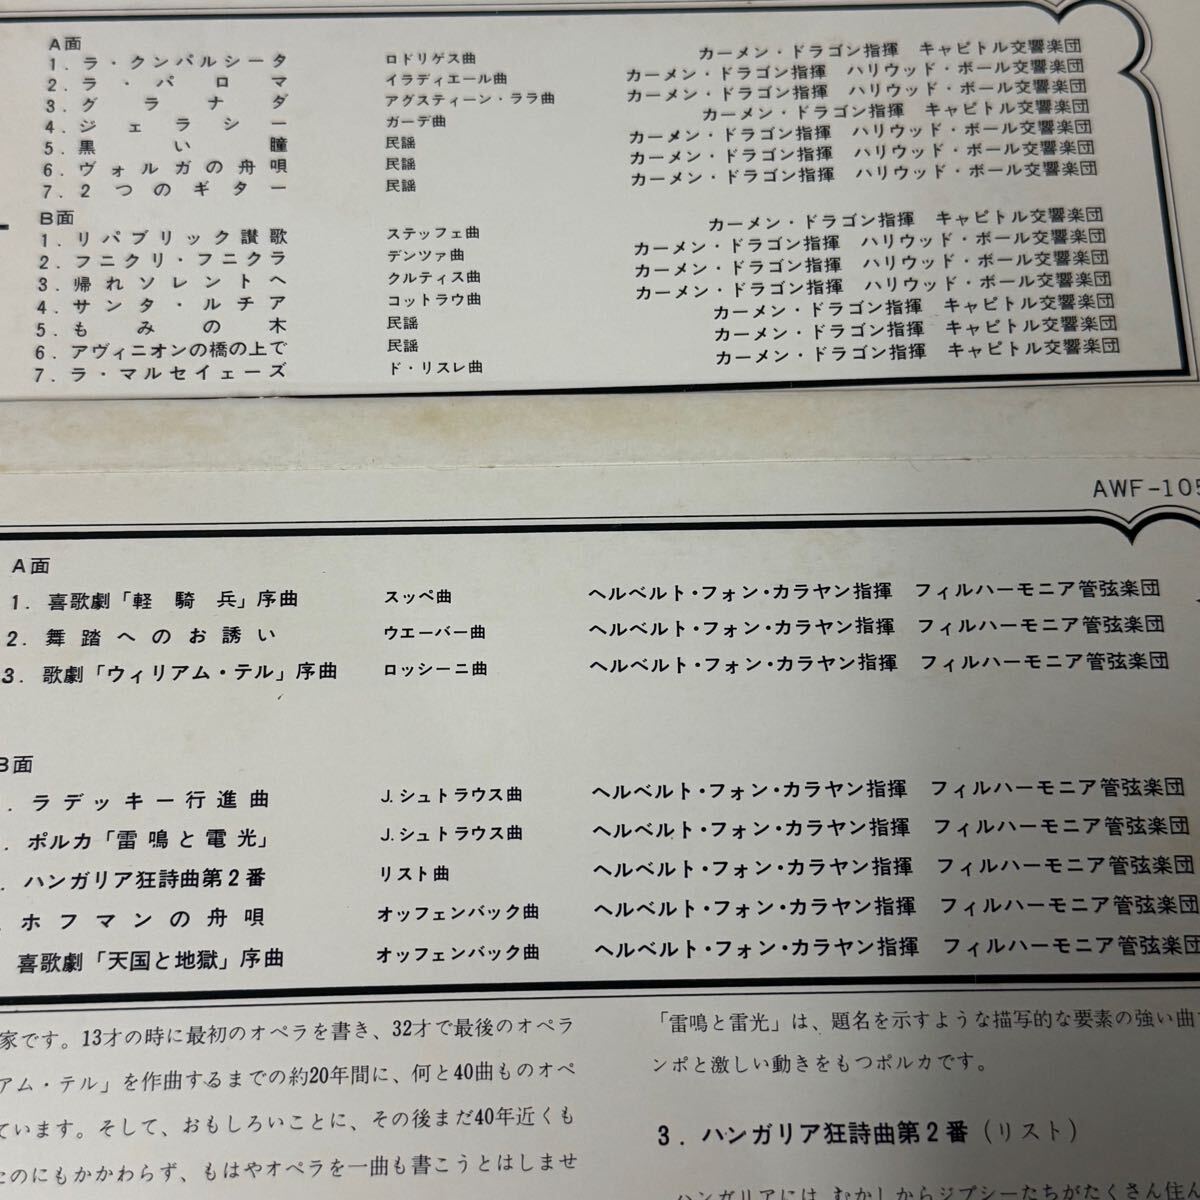 A面
1. ラ・クンパルシータ ロドリゲス曲 カーメン・ドラゴン指揮 キャピトル交響楽団
2. ラ・パロマ イラディエール曲 カーメン・ドラゴン指揮 ハリウッド・ボール交響楽団
3. グラナダ アグスティーン・ララ曲 カーメン・ドラゴン指揮 ハリウッド・ボール交響楽団
4. ジェラシー ガーデ曲 カーメン・ドラゴン指揮 キャピトル交響楽団
5. 黒い瞳 民謡 カーメン・ドラゴン指揮 ハリウッド・ボール交響楽団
6. ヴォルガの舟唄 民謡 カーメン・ドラゴン指揮 ハリウッド・ボール交響楽団
7. 2つのギター 民謡 カーメン・ドラゴン指揮 ハリウッド・ボール交響楽団
B面
1. リパブリック讃歌 ステッフェ曲 カーメン・ドラゴン指揮 キャピトル交響楽団
2. フニクリ・フニクラ デンツァ曲 カーメン・ドラゴン指揮 ハリウッド・ボール交響楽団
3. 帰れソレントへ クルティス曲 カーメン・ドラゴン指揮 ハリウッド・ボール交響楽団
4. サンタ・ルチア コットラウ曲 カーメン・ドラゴン指揮 ハリウッド・ボール交響楽団
5. もみの木 民謡 カーメン・ドラゴン指揮 キャピトル交響楽団
6. アヴィニオンの橋の上で 民謡 カーメン・ドラゴン指揮 キャピトル交響楽団
7. ラ・マルセイェーズ ド・リスレ曲 カーメン・ドラゴン指揮 キャピトル交響楽団
AWF-105
A面
1. 喜歌劇「軽騎兵」序曲 スッペ曲 ヘルベルト・フォン・カラヤン指揮 フィルハーモニア管弦楽団
2. 舞踏へのお誘い ウエーバー曲 ヘルベルト・フォン・カラヤン指揮 フィルハーモニア管弦楽団
3. 歌劇「ウィリアム・テル」序曲 ロッシーニ曲 ヘルベルト・フォン・カラヤン指揮 フィルハーモニア管弦楽団
B面
. ラデッキー行進曲 J.シュトラウス曲 ヘルベルト・フォン・カラヤン指揮 フィルハーモニア管弦楽団
. ポルカ「雷鳴と電光」 J.シュトラウス曲 ヘルベルト・フォン・カラヤン指揮 フィルハーモニア管弦楽団
. ハンガリア狂詩曲第2番 リスト曲 ヘルベルト・フォン・カラヤン指揮 フィルハーモニア管弦楽団
. ホフマンの舟唄 オッフェンバック曲 ヘルベルト・フォン・カラヤン指揮 フィルハーモニア管弦楽団
喜歌劇「天国と地獄」序曲 オッフェンバック曲 ヘルベルト・フォン・カラヤン指揮 フィルハーモニア管弦楽団
家です。13才の時に最初のオペラを書き、32才で最後のオペラ
アム・テル」を作曲するまでの約20年間に、何と40曲ものオペ
ています。そして、おもしろいことに、その後まだ40年近くも
たのにもかかわらず、もはやオペラを一曲も書こうとはしませ
「雷鳴と雷光」は、題名を示すような描写的な要素の強い曲
ンポと激しい動きをもつポルカです。
3. ハンガリア狂詩曲第2番(リスト)
ハンガリアには、むかしからジプシーたちがたくさん住ん